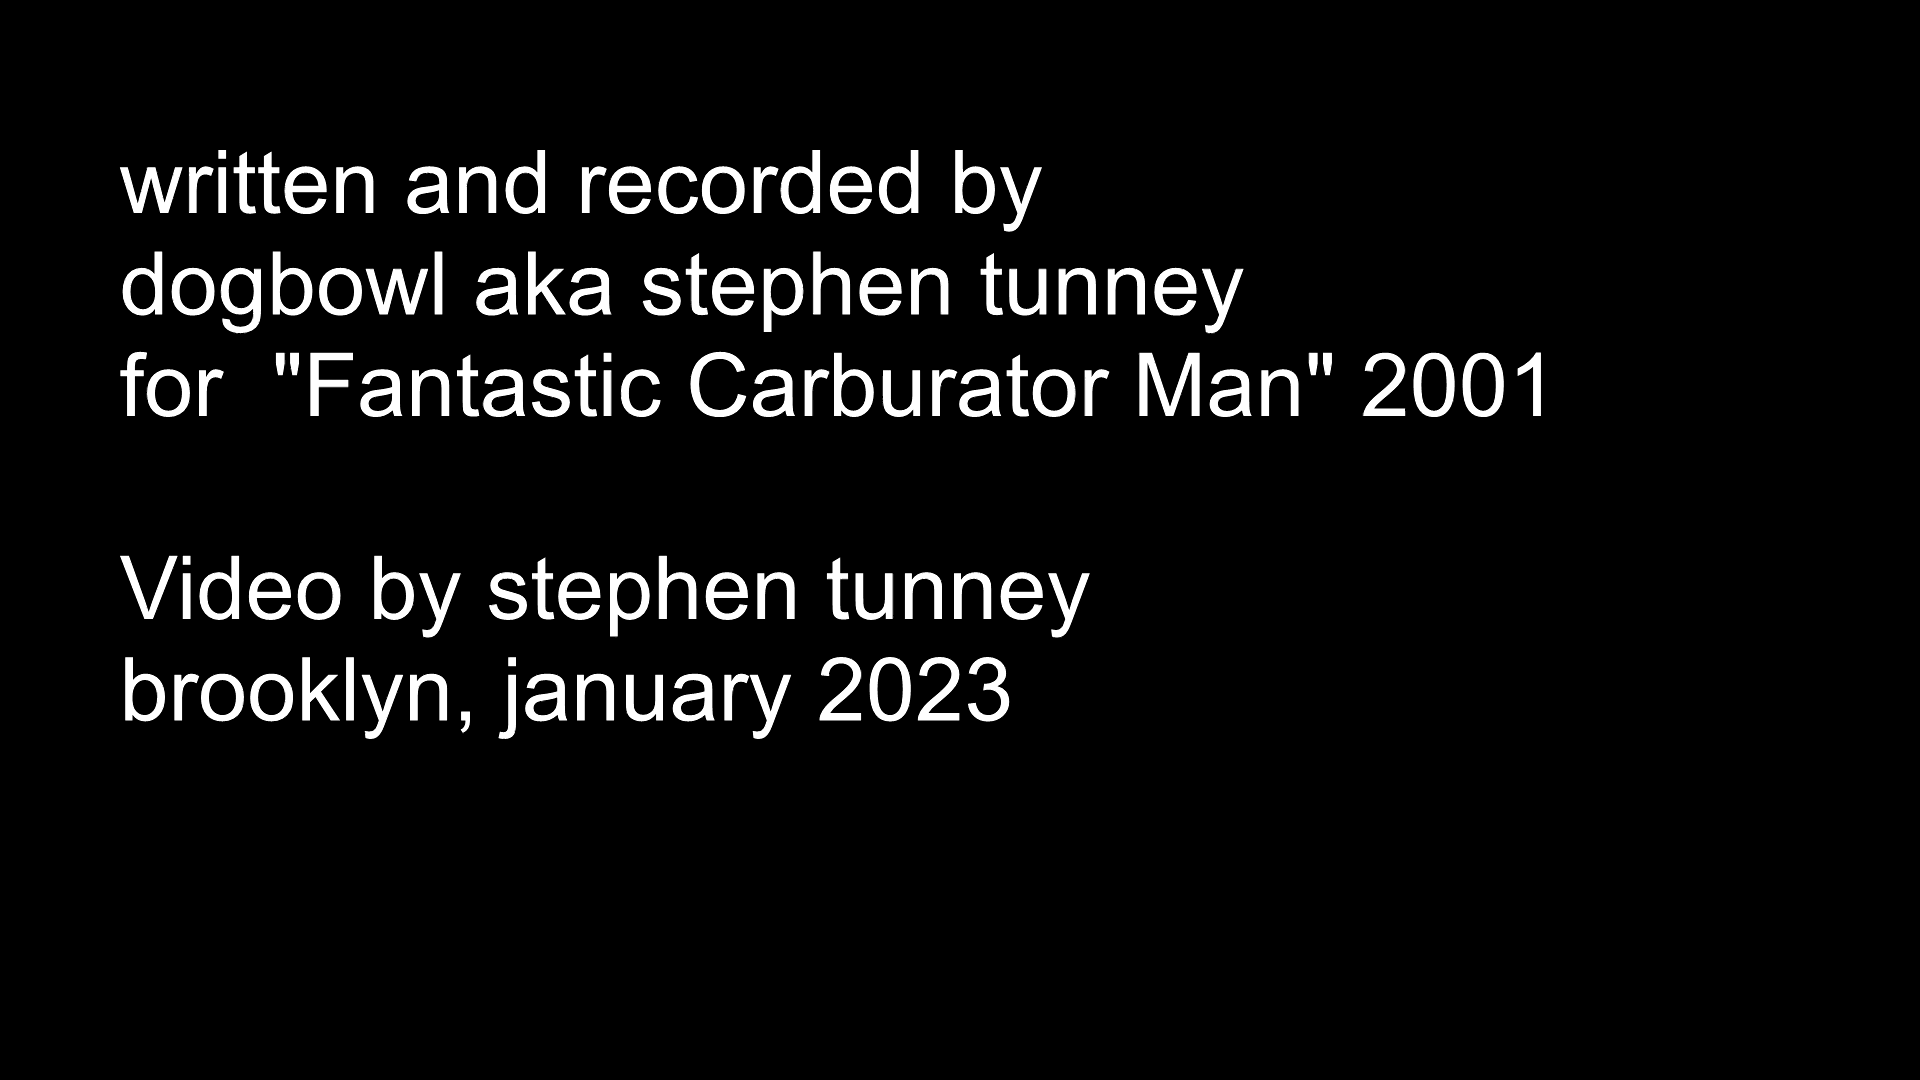 written and recorded by
dogbowl aka stephen tunney
for  "Fantastic Carburator Man" 2001
Video by stephen tunney
brooklyn, january 2023